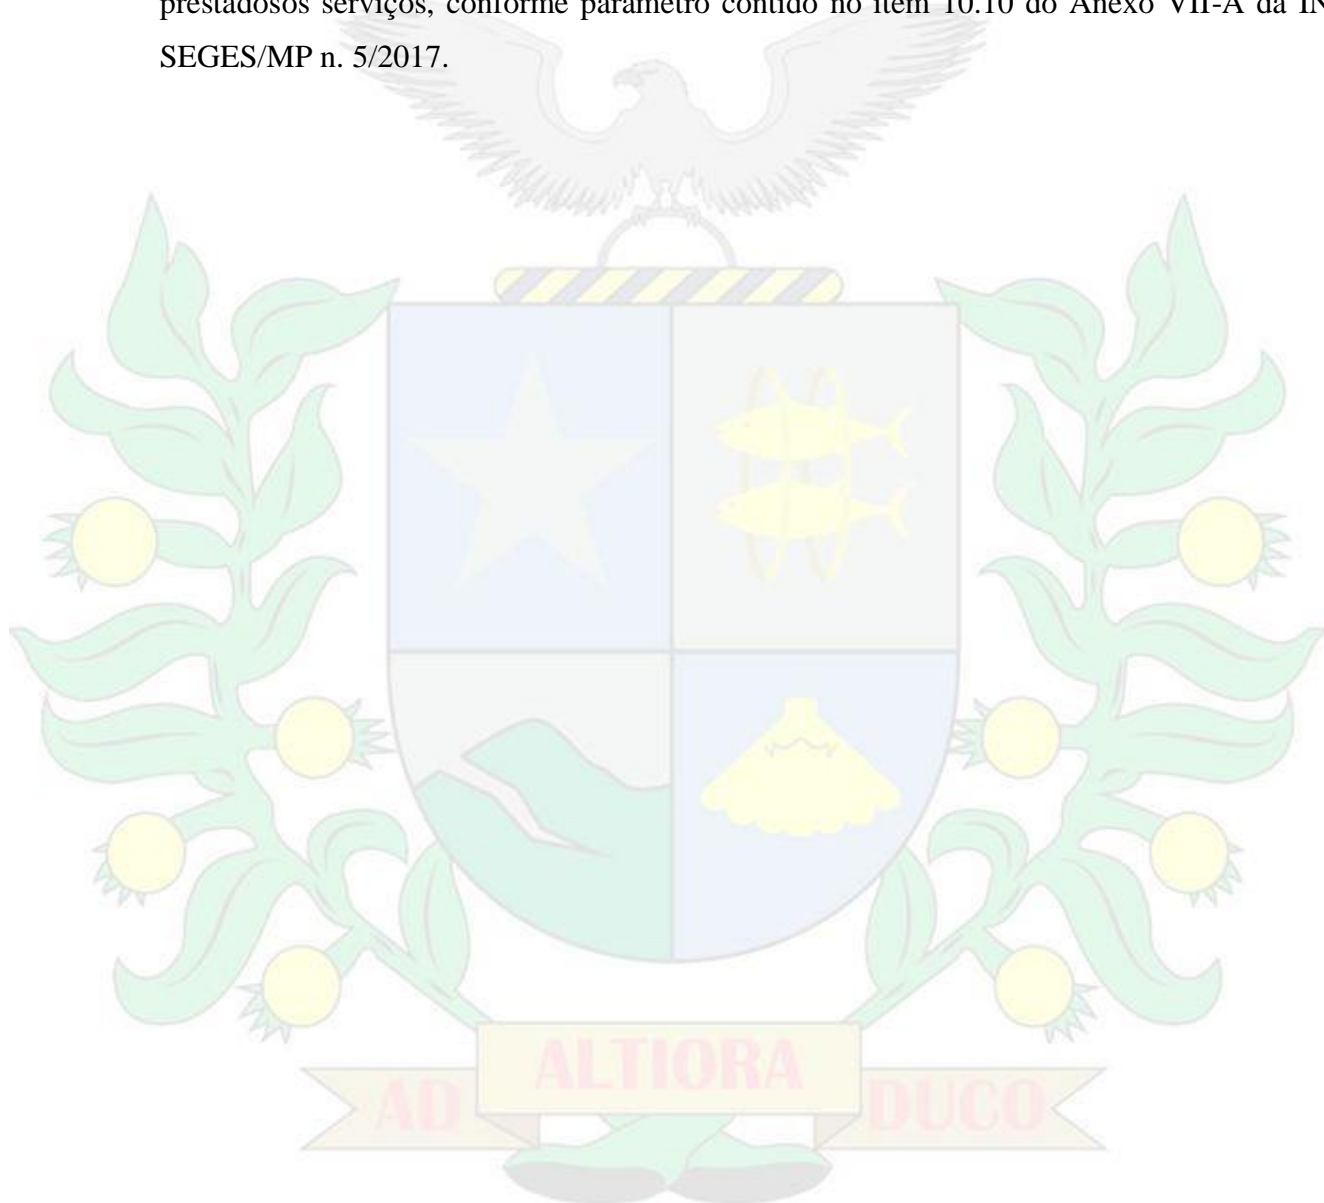 prestadosos serviços, conforme parâmetro contido no item 10.10 do Anexo VII-A da IN
SEGES/MP n. 5/2017.
ALTIORA
AD DUCO